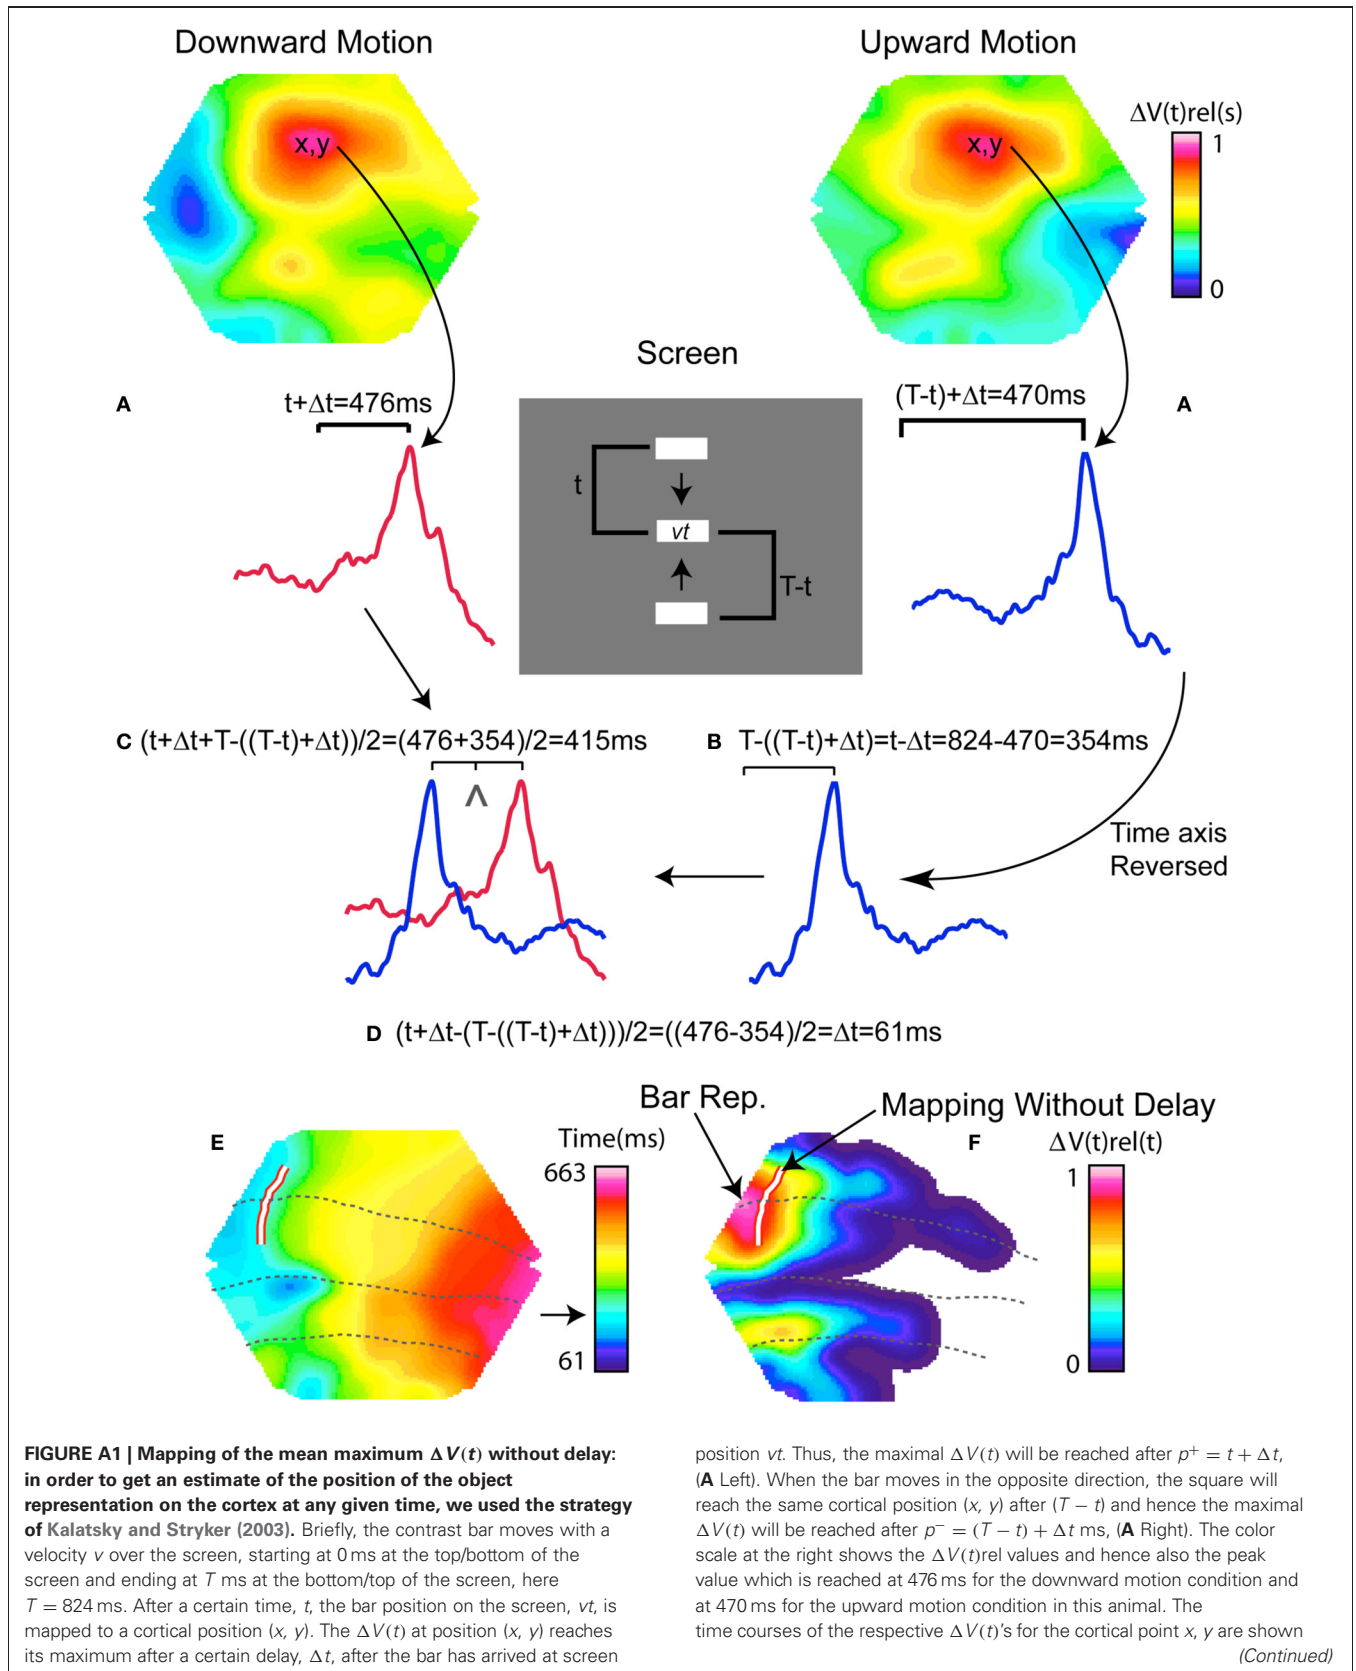 Downward Motion
Upward Motion
ΔV(t)rel(s)
1
0
x,y
x,y
Screen
A
t+Δt=476ms
(T-t)+Δt=470ms
A
t
vt
T-t
C (t+Δt+T-((T-t)+Δt))/2=(476+354)/2=415ms
B T-((T-t)+Δt)=t-Δt=824-470=354ms
Λ
Time axis
Reversed
D (t+Δt-(T-((T-t)+Δt)))/2=((476-354)/2=Δt=61ms
Bar Rep.
Mapping Without Delay
E
Time(ms)
663
61
F
ΔV(t)rel(t)
1
0
FIGURE A1 | Mapping of the mean maximum ΔV(t) without delay:
in order to get an estimate of the position of the object
representation on the cortex at any given time, we used the strategy
of Kalatsky and Stryker (2003). Briefly, the contrast bar moves with a
velocity v over the screen, starting at 0 ms at the top/bottom of the
screen and ending at T ms at the bottom/top of the screen, here
T = 824 ms. After a certain time, t, the bar position on the screen, vt, is
mapped to a cortical position (x, y). The ΔV(t) at position (x, y) reaches
its maximum after a certain delay, Δt, after the bar has arrived at screen
position vt. Thus, the maximal ΔV(t) will be reached after p⁺ = t + Δt,
(A Left). When the bar moves in the opposite direction, the square will
reach the same cortical position (x, y) after (T − t) and hence the maximal
ΔV(t) will be reached after p⁻ = (T − t) + Δt ms, (A Right). The color
scale at the right shows the ΔV(t)rel values and hence also the peak
value which is reached at 476 ms for the downward motion condition and
at 470 ms for the upward motion condition in this animal. The
time courses of the respective ΔV(t)'s for the cortical point x, y are shown
(Continued)